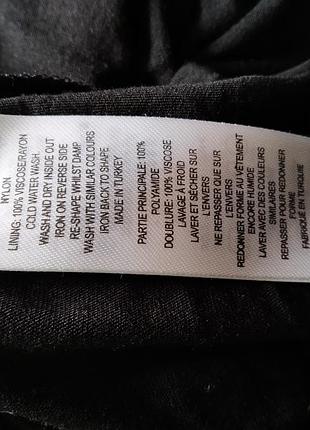 NYLON
LINING: 100% VISCOSE/RAYON
COLD WATER WASH
WASH AND DRY INSIDE OUT
IRON ON REVERSE SIDE
RE-SHAPE WHILST DAMP
WASH WITH SIMILAR COLOURS
IRON BACK TO SHAPE
MADE IN TURKEY
PARTIE PRINCIPALE: 100%
POLYAMIDE
DOUBLURE: 100% VISCOSE
LAVAGE À FROID
LAVER ET SÉCHER SUR
L'ENVERS
NE REPASSER QUE SUR
L'ENVERS
REDONNER FORME AU VÊTEMENT
ENCORE HUMIDE
LAVER AVEC DES COULEURS
SIMILAIRES
REPASSER POUR REDONNER
FORME
FABRIQUÉ EN TURQUIE